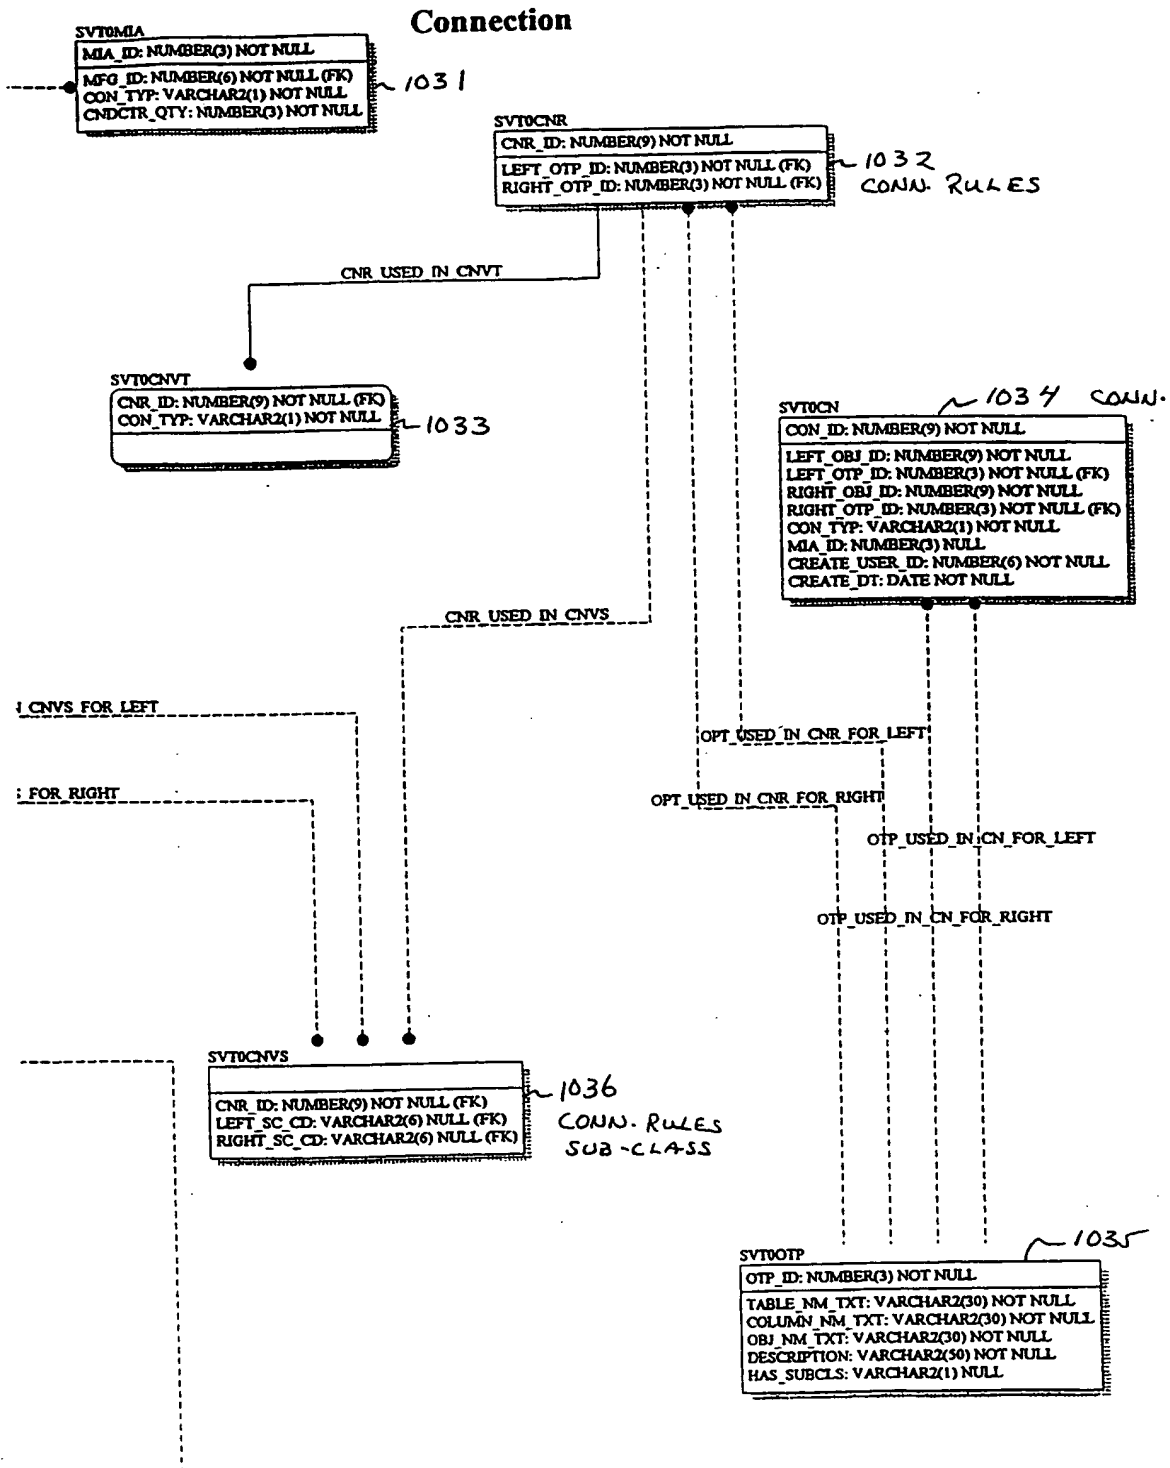 Connection
SVT0MIA
MIA_ID: NUMBER(3) NOT NULL
MFG_ID: NUMBER(6) NOT NULL (FK)
CON_TYP: VARCHAR2(1) NOT NULL
CNDCTR_QTY: NUMBER(3) NOT NULL
1031
SVT0CNR
CNR_ID: NUMBER(9) NOT NULL
LEFT_OTP_ID: NUMBER(3) NOT NULL (FK)
RIGHT_OTP_ID: NUMBER(3) NOT NULL (FK)
1032
CONN. RULES
CNR_USED_IN_CNVT
SVT0CNVT
CNR_ID: NUMBER(9) NOT NULL (FK)
CON_TYP: VARCHAR2(1) NOT NULL
1033
1034 CONN.
SVT0CN
CON_ID: NUMBER(9) NOT NULL
LEFT_OBJ_ID: NUMBER(9) NOT NULL
LEFT_OTP_ID: NUMBER(3) NOT NULL (FK)
RIGHT_OBJ_ID: NUMBER(9) NOT NULL
RIGHT_OTP_ID: NUMBER(3) NOT NULL (FK)
CON_TYP: VARCHAR2(1) NOT NULL
MIA_ID: NUMBER(3) NULL
CREATE_USER_ID: NUMBER(6) NOT NULL
CREATE_DT: DATE NOT NULL
CNR_USED_IN_CNVS
CNVS_FOR_LEFT
FOR_RIGHT
OPT_USED_IN_CNR_FOR_LEFT
OPT_USED_IN_CNR_FOR_RIGHT
OTP_USED_IN_CN_FOR_LEFT
OTP_USED_IN_CN_FOR_RIGHT
SVT0CNVS
CNR_ID: NUMBER(9) NOT NULL (FK)
LEFT_SC_CD: VARCHAR2(6) NULL (FK)
RIGHT_SC_CD: VARCHAR2(6) NULL (FK)
1036
CONN. RULES
SUB-CLASS
1035
SVT0OTP
OTP_ID: NUMBER(3) NOT NULL
TABLE_NM_TXT: VARCHAR2(30) NOT NULL
COLUMN_NM_TXT: VARCHAR2(30) NOT NULL
OBJ_NM_TXT: VARCHAR2(30) NOT NULL
DESCRIPTION: VARCHAR2(50) NOT NULL
HAS_SUBCLS: VARCHAR2(1) NULL